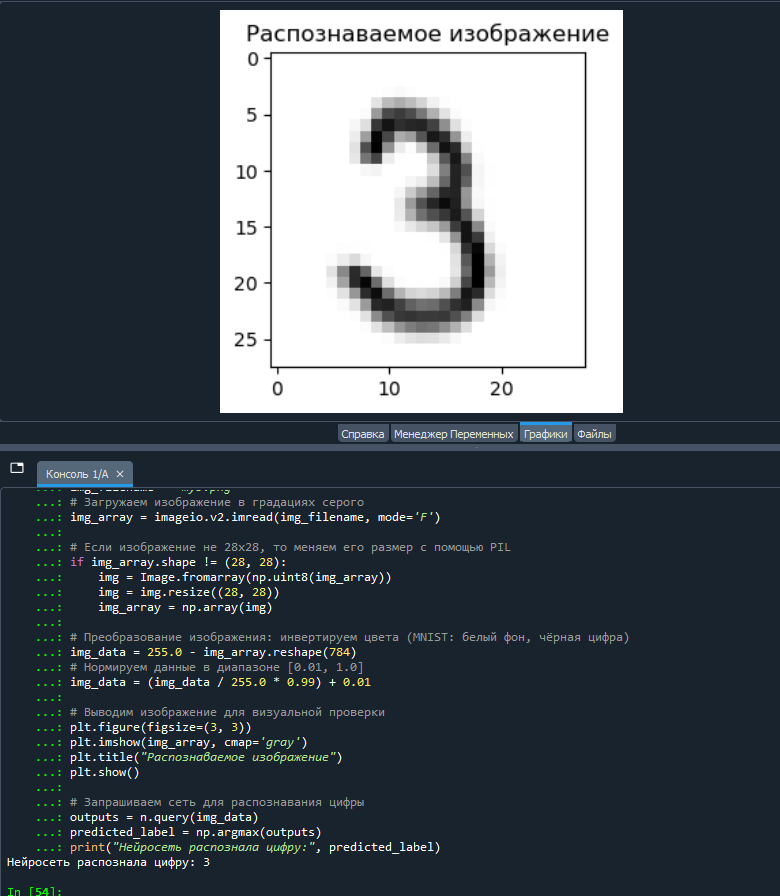 Распознаваемое изображение
0
5
10
15
20
25
0 10 20
Справка Менеджер Переменных Графики Файлы
Консоль 1/A ×
...: # Загружаем изображение в градациях серого
...: img_array = imageio.v2.imread(img_filename, mode='F')
...:
...: # Если изображение не 28x28, то меняем его размер с помощью PIL
...: if img_array.shape != (28, 28):
...:     img = Image.fromarray(np.uint8(img_array))
...:     img = img.resize((28, 28))
...:     img_array = np.array(img)
...:
...: # Преобразование изображения: инвертируем цвета (MNIST: белый фон, чёрная цифра)
...: img_data = 255.0 - img_array.reshape(784)
...: # Нормируем данные в диапазоне [0.01, 1.0]
...: img_data = (img_data / 255.0 * 0.99) + 0.01
...:
...: # Выводим изображение для визуальной проверки
...: plt.figure(figsize=(3, 3))
...: plt.imshow(img_array, cmap='gray')
...: plt.title("Распознаваемое изображение")
...: plt.show()
...:
...: # Запрашиваем сеть для распознавания цифры
...: outputs = n.query(img_data)
...: predicted_label = np.argmax(outputs)
...: print("Нейросеть распознала цифру:", predicted_label)
Нейросеть распознала цифру: 3
In [54]: